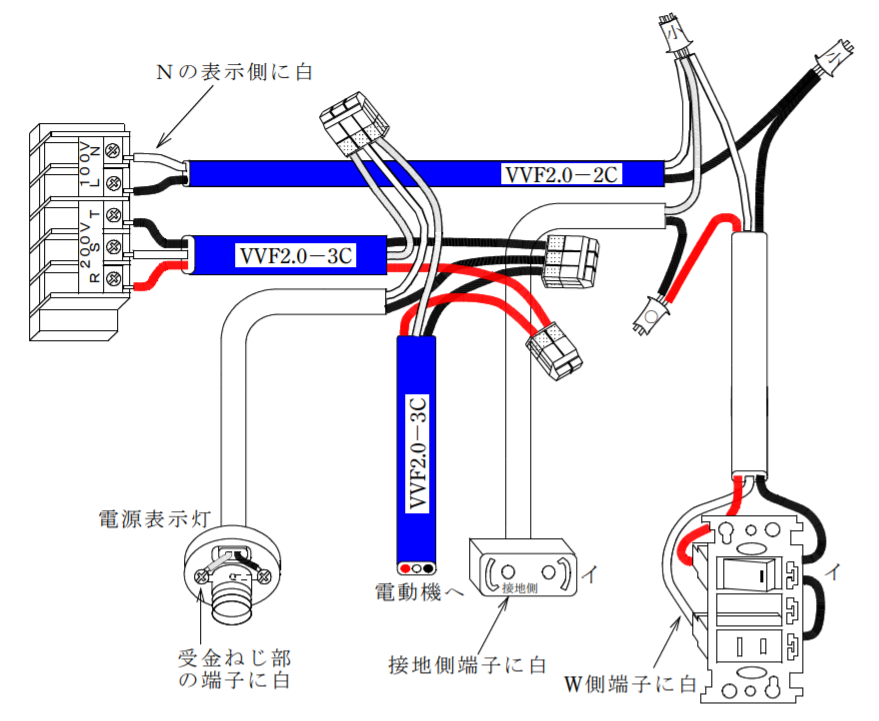 小
小
Nの表示側に白
100V
N
L
VVF2.0−2C
200V
T
S
R
VVF2.0−3C
○
VVF2.0−3C
電源表示灯
接地側
イ
イ
電動機へ
受金ねじ部
の端子に白
接地側端子に白
W側端子に白